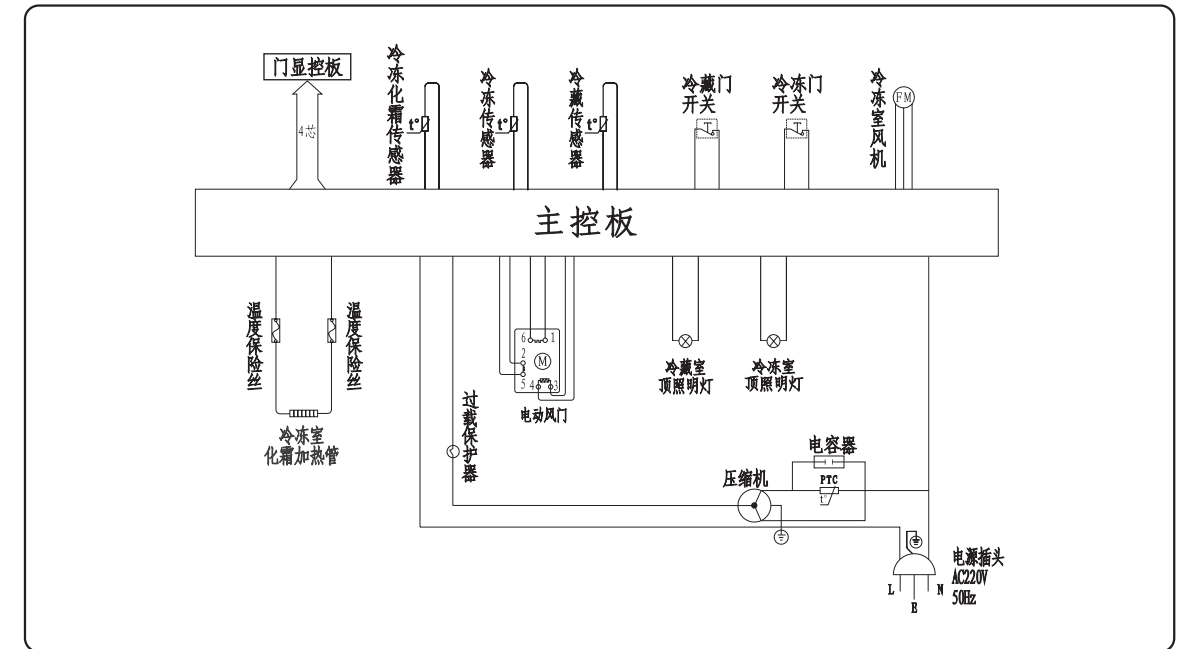 门显控板
4芯
冷冻化霜传感器
t°
冷冻传感器
t°
冷藏传感器
t°
冷藏门
开关
冷冻门
开关
冷冻室风机
FM
主控板
温度保险丝
温度保险丝
冷冻室
化霜加热管
过载保护器
6
1
2
M
5
4
3
电动风门
冷藏室
顶照明灯
冷冻室
顶照明灯
电容器
压缩机
PTC
t°
电源插头
AC220V
50Hz
L
N
E